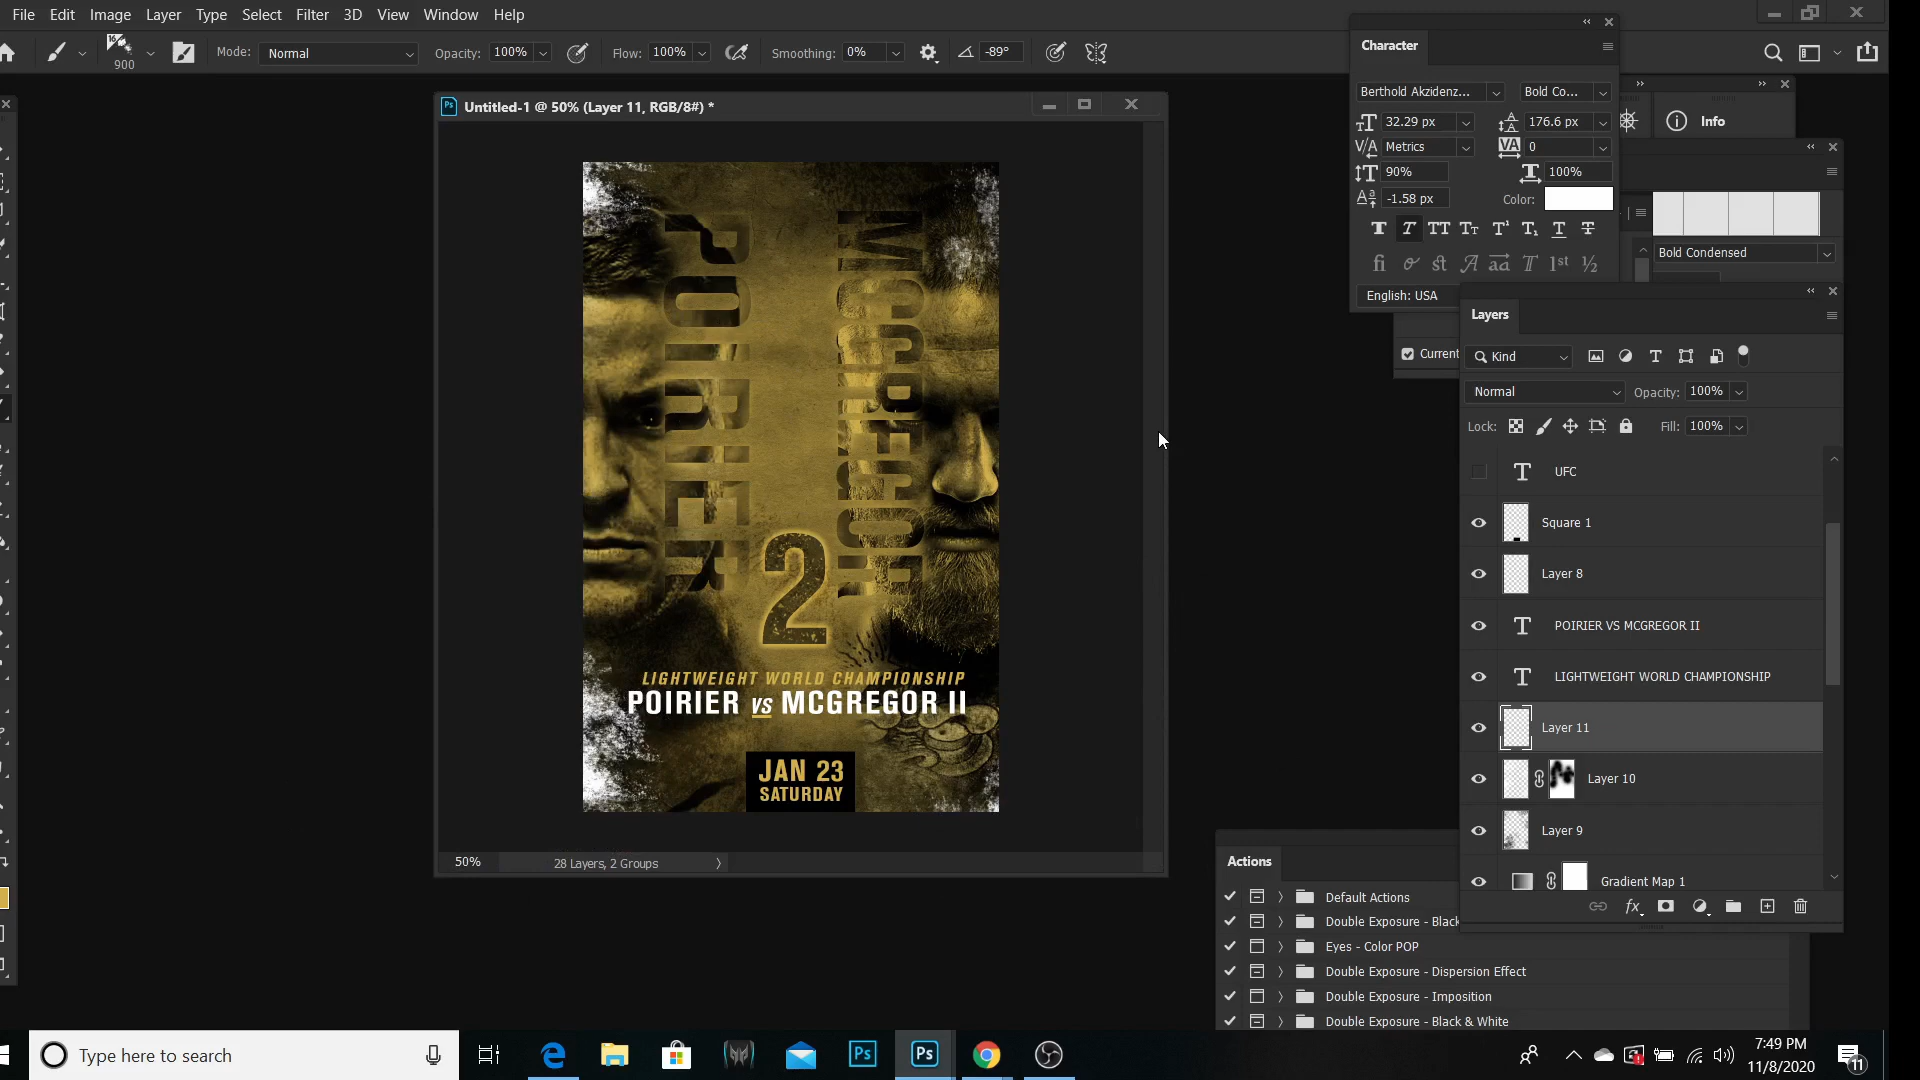 File Edit Image Layer Type Select Filter 3D View Window Help
900 Mode: Normal Opacity: 100% Flow: 100% Smoothing: 0% -89°
Untitled-1 @ 50% (Layer 11, RGB/8#) *
POIRIER
MCGREGOR
2
LIGHTWEIGHT WORLD CHAMPIONSHIP
POIRIER VS MCGREGOR II
JAN 23
SATURDAY
50% 28 Layers, 2 Groups
Character
Berthold Akzidenz... Bold Co...
32.29 px 176.6 px
Metrics 0
90% 100%
-1.58 px Color:
English: USA
Info
Bold Condensed
Current
Layers
Kind
Normal Opacity: 100%
Lock: Fill: 100%
UFC
Square 1
Layer 8
POIRIER VS MCGREGOR II
LIGHTWEIGHT WORLD CHAMPIONSHIP
Layer 11
Layer 10
Layer 9
Gradient Map 1
Actions
Default Actions
Double Exposure - Black
Eyes - Color POP
Double Exposure - Dispersion Effect
Double Exposure - Imposition
Double Exposure - Black & White
Type here to search
7:49 PM
11/8/2020
11